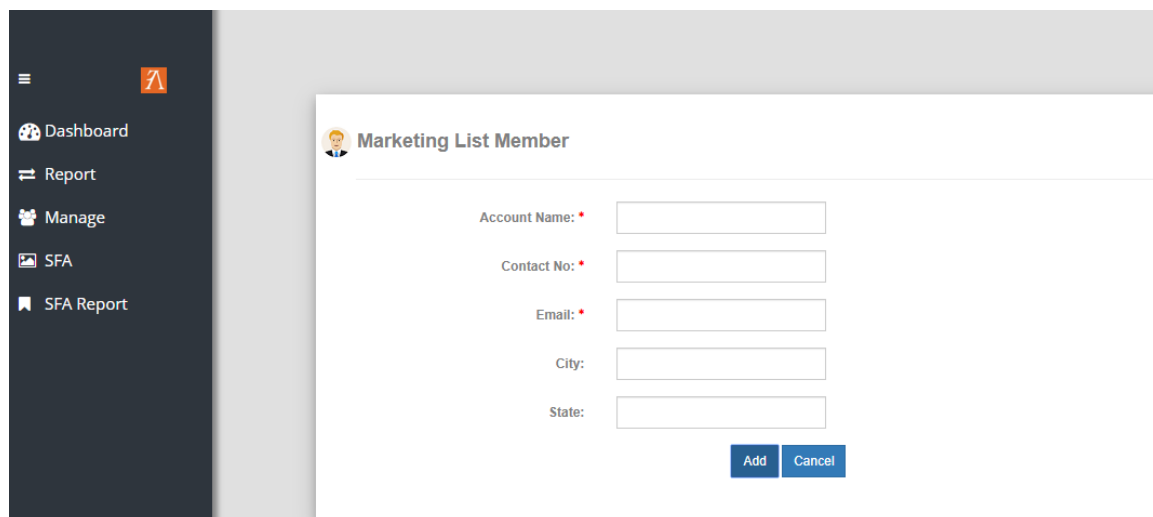 Dashboard
Report
Manage
SFA
SFA Report
Marketing List Member
Account Name: *
Contact No: *
Email: *
City:
State:
Add Cancel